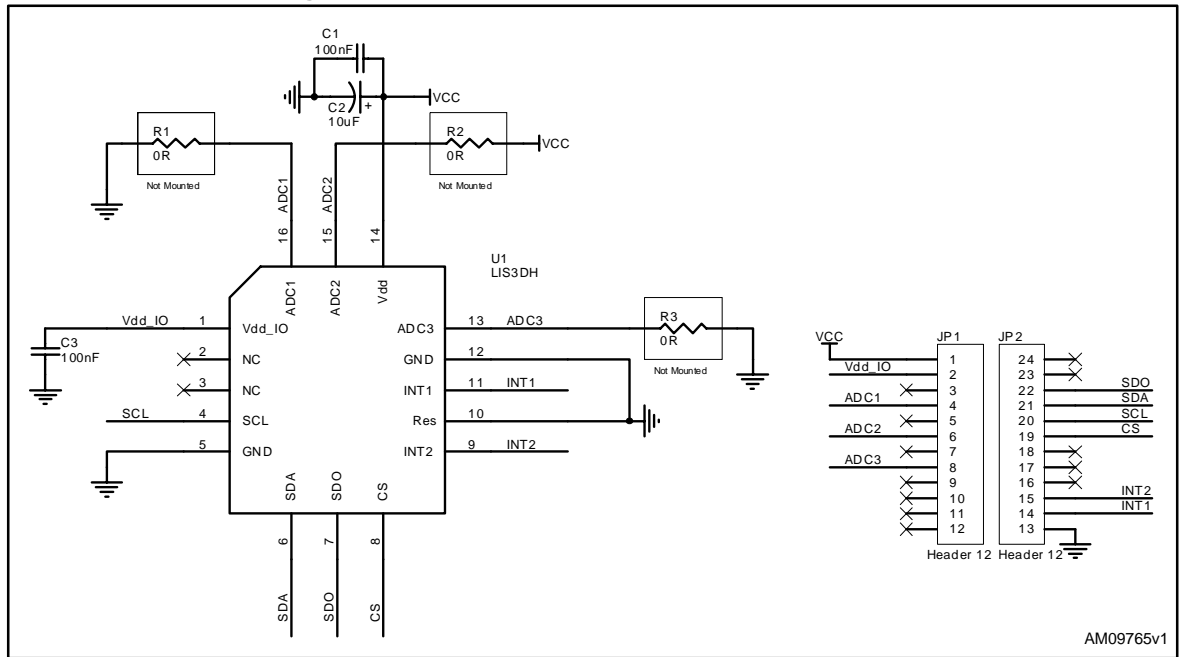 C1
100nF
C2
+
10uF
VCC
R1
0R
Not Mounted
R2
0R
VCC
Not Mounted
ADC1
ADC2
16
15
14
U1
LIS3DH
ADC1
ADC2
Vdd
Vdd_IO
1
Vdd_IO
C3
100nF
2
NC
3
NC
SCL
4
SCL
5
GND
ADC3
13
ADC3
R3
0R
Not Mounted
GND
12
INT1
11
INT1
Res
10
INT2
9
INT2
SDA
SDO
CS
6
7
8
SDA
SDO
CS
VCC
JP1
JP2
1
Vdd_IO
2
3
ADC1
4
5
ADC2
6
7
ADC3
8
9
10
11
12
24
23
22
SDO
21
SDA
20
SCL
19
CS
18
17
16
15
INT2
14
INT1
13
Header 12
Header 12
AM09765v1